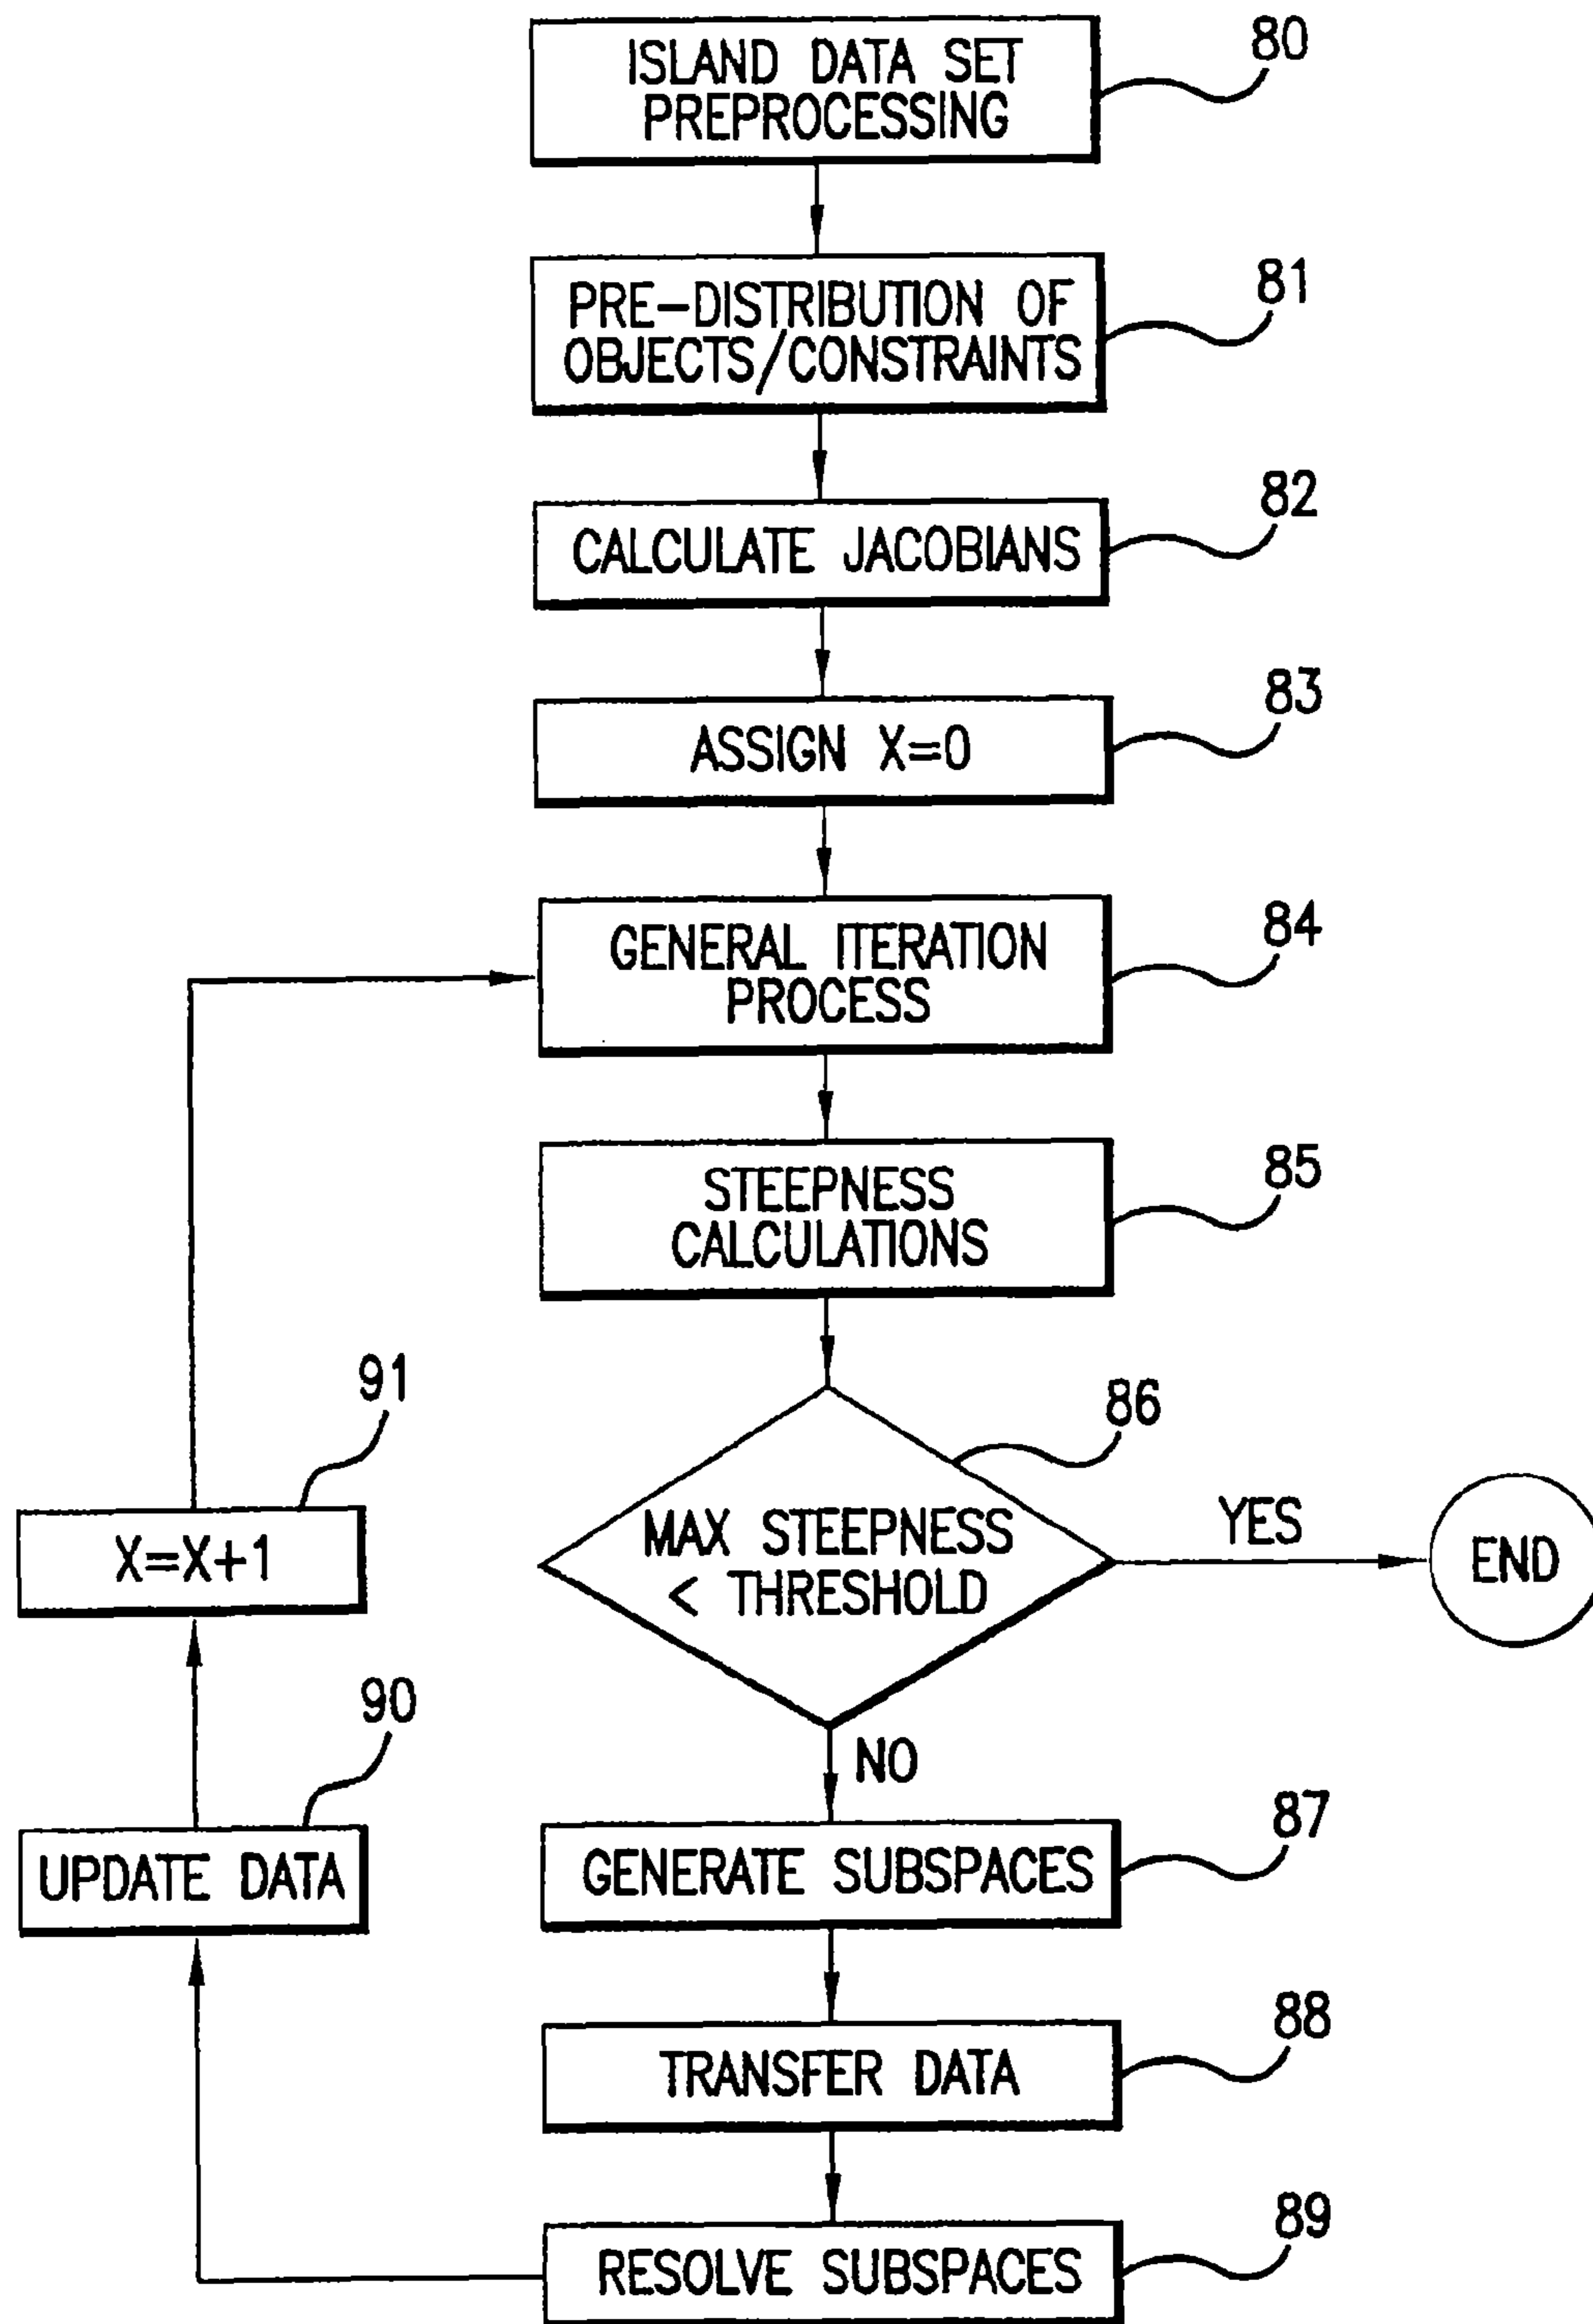 ISLAND DATA SET
PREPROCESSING
80
PRE-DISTRIBUTION OF
OBJECTS/CONSTRAINTS
81
CALCULATE JACOBIANS
82
ASSIGN X=0
83
GENERAL ITERATION
PROCESS
84
STEEPNESS
CALCULATIONS
85
MAX STEEPNESS
< THRESHOLD
86
YES
END
NO
GENERATE SUBSPACES
87
TRANSFER DATA
88
RESOLVE SUBSPACES
89
UPDATE DATA
90
X=X+1
91